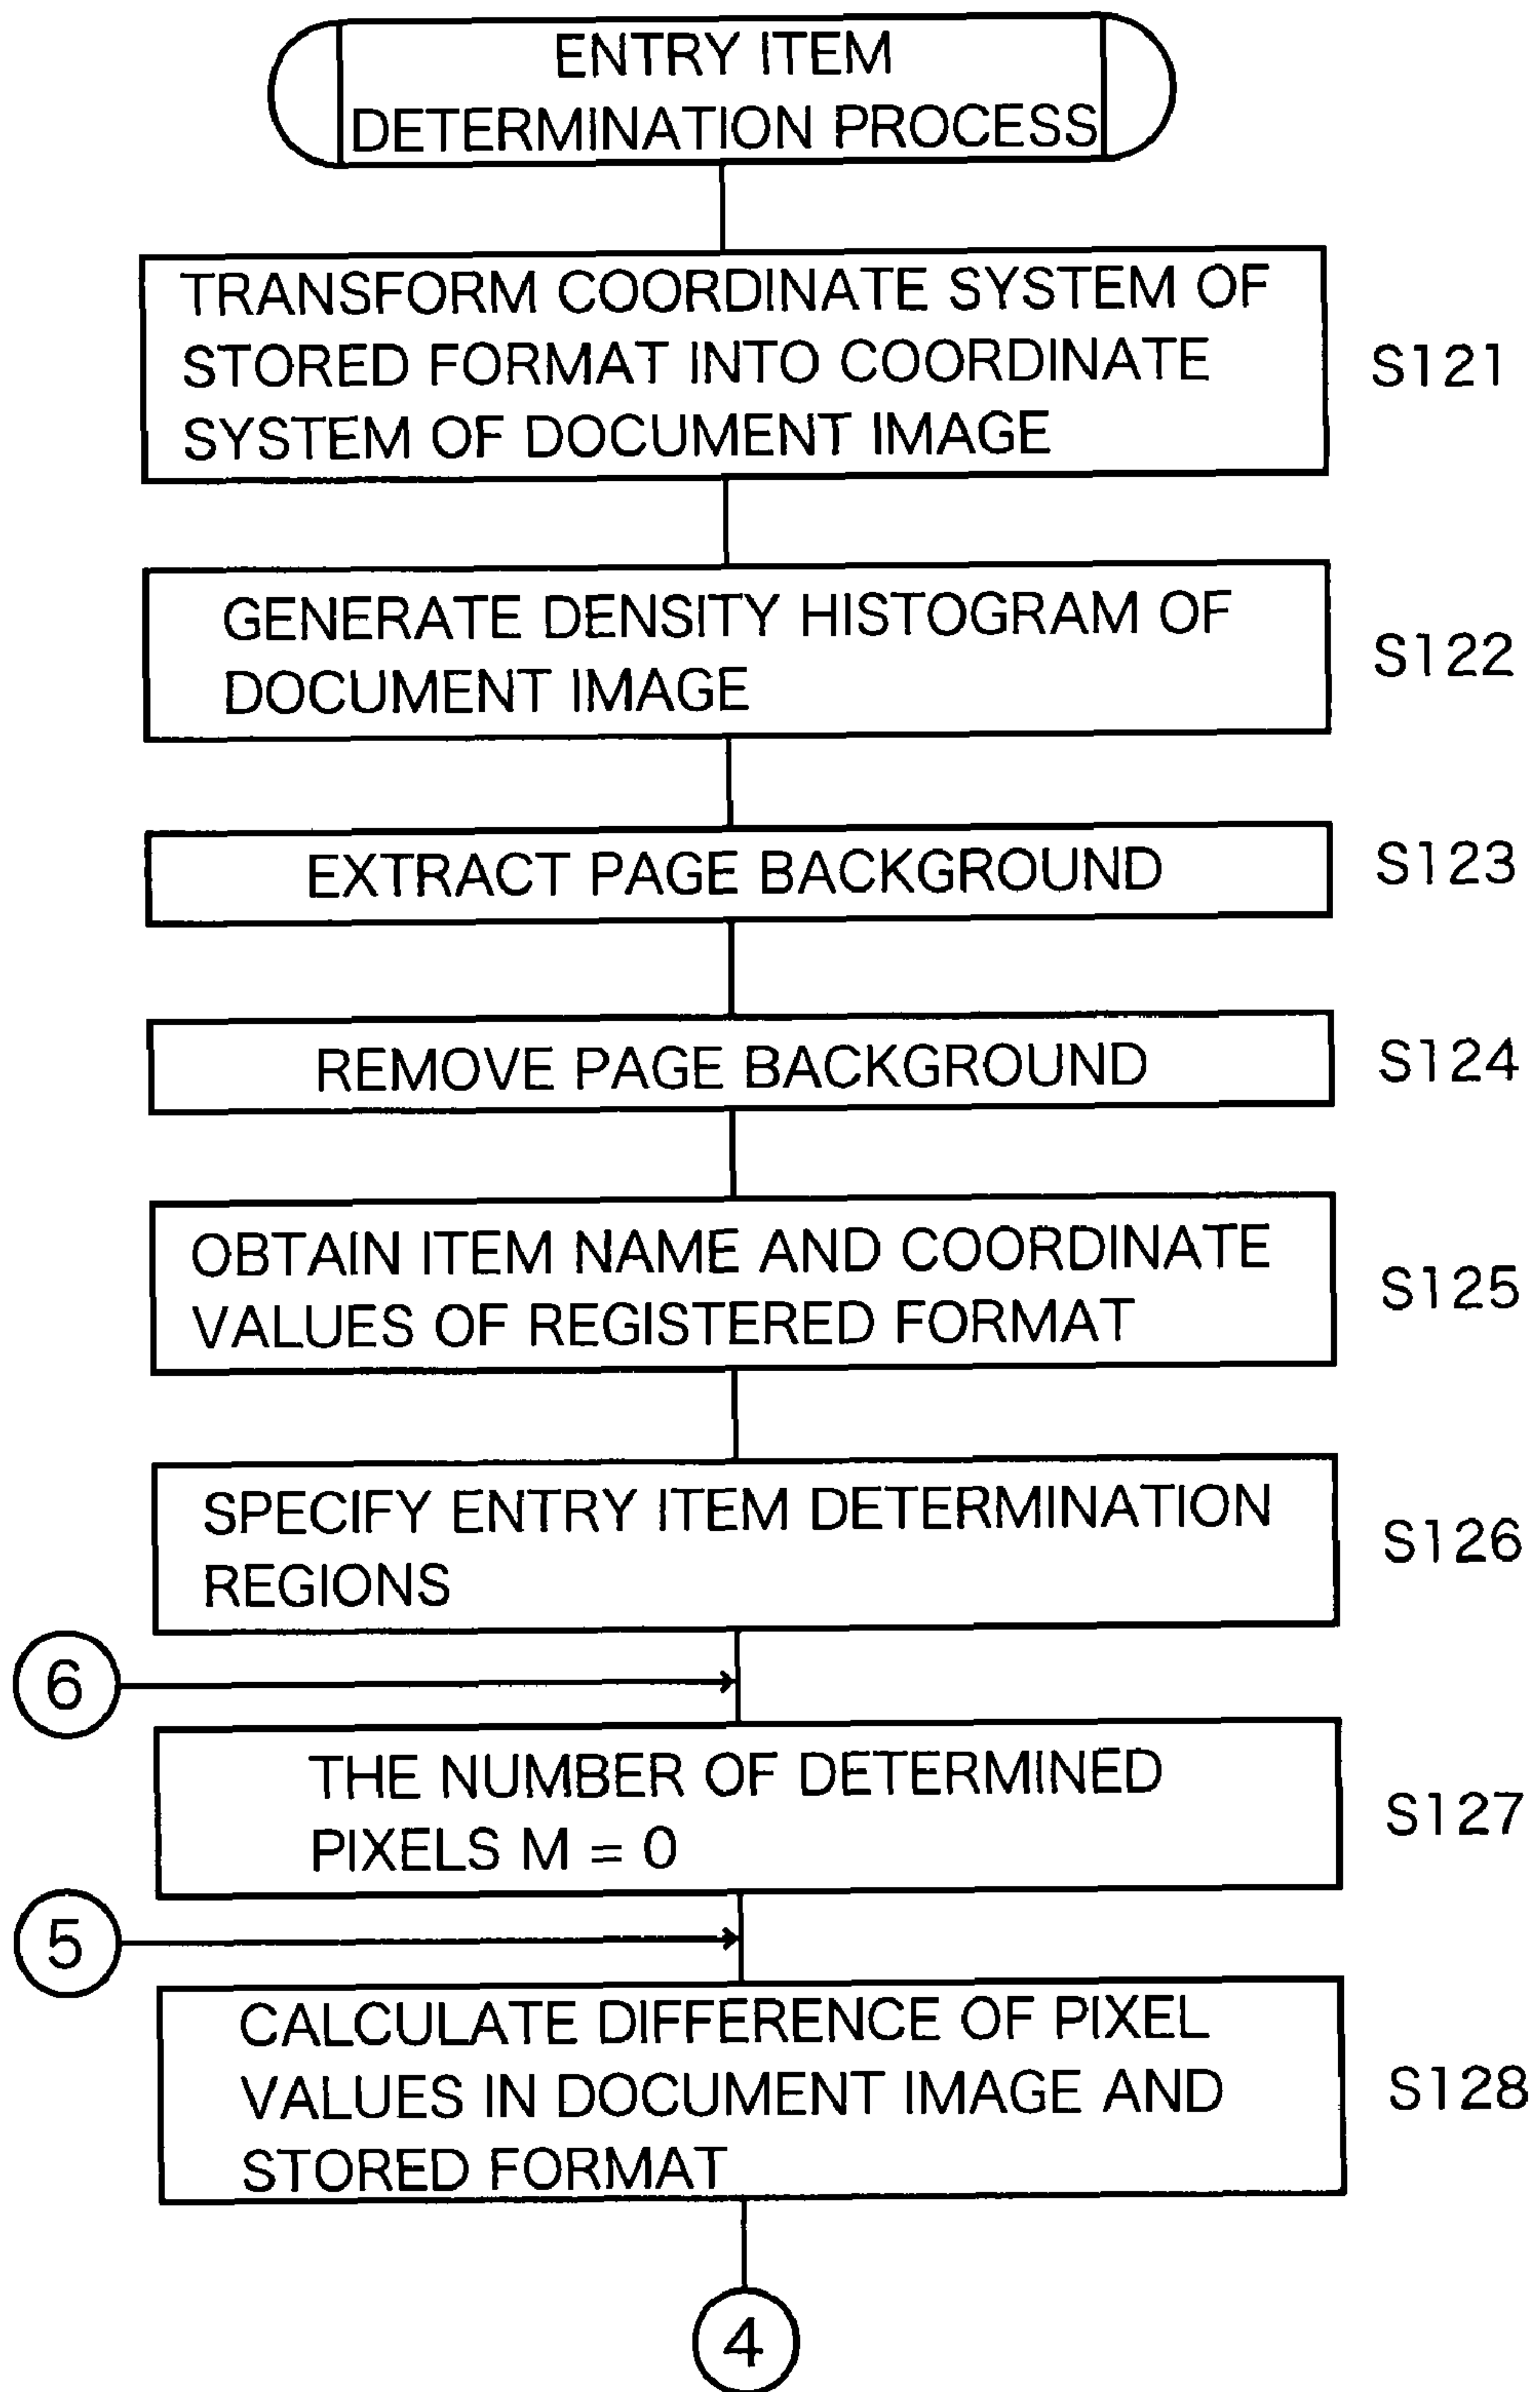 ENTRY ITEM
DETERMINATION PROCESS
TRANSFORM COORDINATE SYSTEM OF
STORED FORMAT INTO COORDINATE
SYSTEM OF DOCUMENT IMAGE
S121
GENERATE DENSITY HISTOGRAM OF
DOCUMENT IMAGE
S122
EXTRACT PAGE BACKGROUND
S123
REMOVE PAGE BACKGROUND
S124
OBTAIN ITEM NAME AND COORDINATE
VALUES OF REGISTERED FORMAT
S125
SPECIFY ENTRY ITEM DETERMINATION
REGIONS
S126
6
THE NUMBER OF DETERMINED
PIXELS M = 0
S127
5
CALCULATE DIFFERENCE OF PIXEL
VALUES IN DOCUMENT IMAGE AND
STORED FORMAT
S128
4